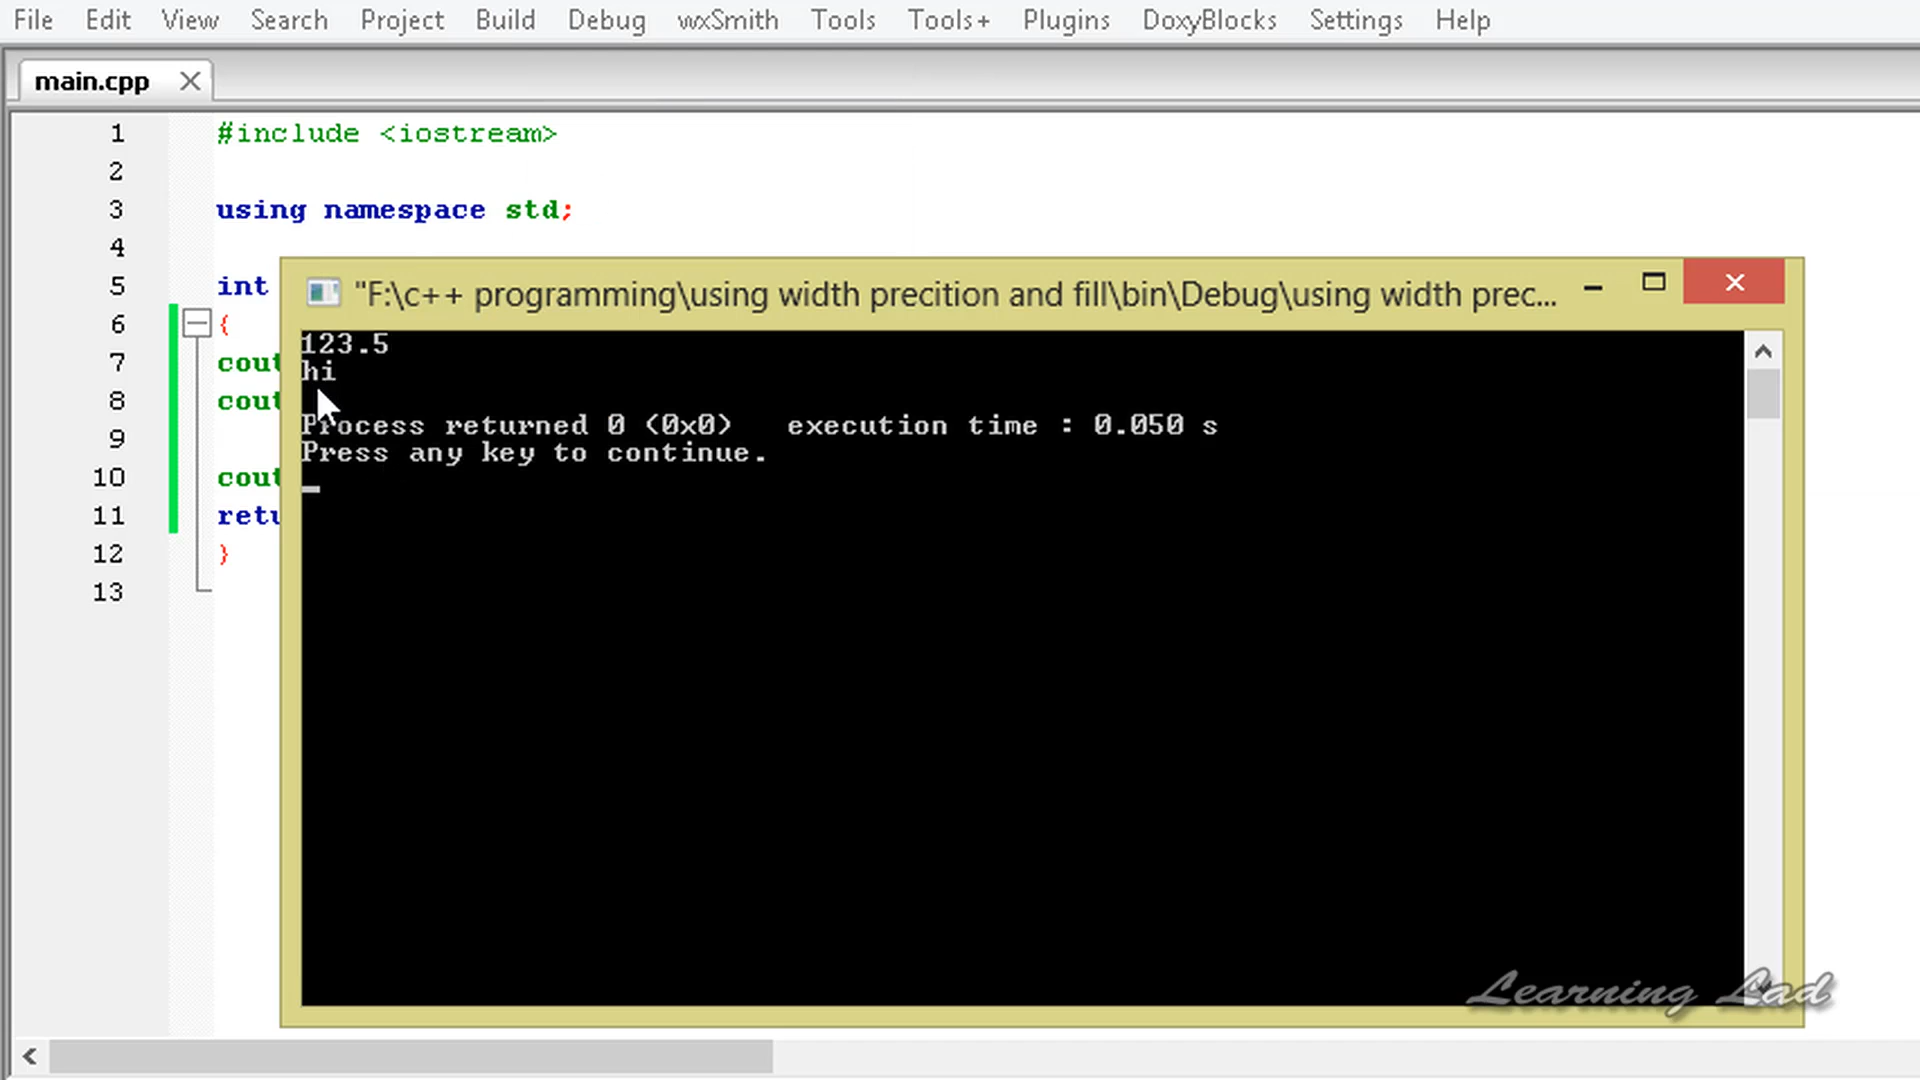 File Edit View Search Project Build Debug wxSmith Tools Tools+ Plugins DoxyBlocks Settings Help
main.cpp
1 #include <iostream>
2
3 using namespace std;
4
5 int
6 {
7 cout
8 cout
9
10 cout
11 retu
12 }
13
"F:\c++ programming\using width precition and fill\bin\Debug\using width prec...
123.5
hi
Process returned 0 (0x0)   execution time : 0.050 s
Press any key to continue.
Learning Lad